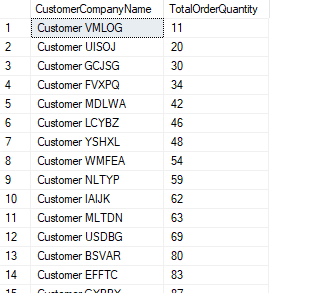 CustomerCompanyName TotalOrderQuantity
1 Customer VMLOG 11
2 Customer UISOJ 20
3 Customer GCJSG 30
4 Customer FVXPQ 34
5 Customer MDLWA 42
6 Customer LCYBZ 46
7 Customer YSHXL 48
8 Customer WMFEA 54
9 Customer NLTYP 59
10 Customer IAIJK 62
11 Customer MLTDN 63
12 Customer USDBG 69
13 Customer BSVAR 80
14 Customer EFFTC 83
15 Customer 87